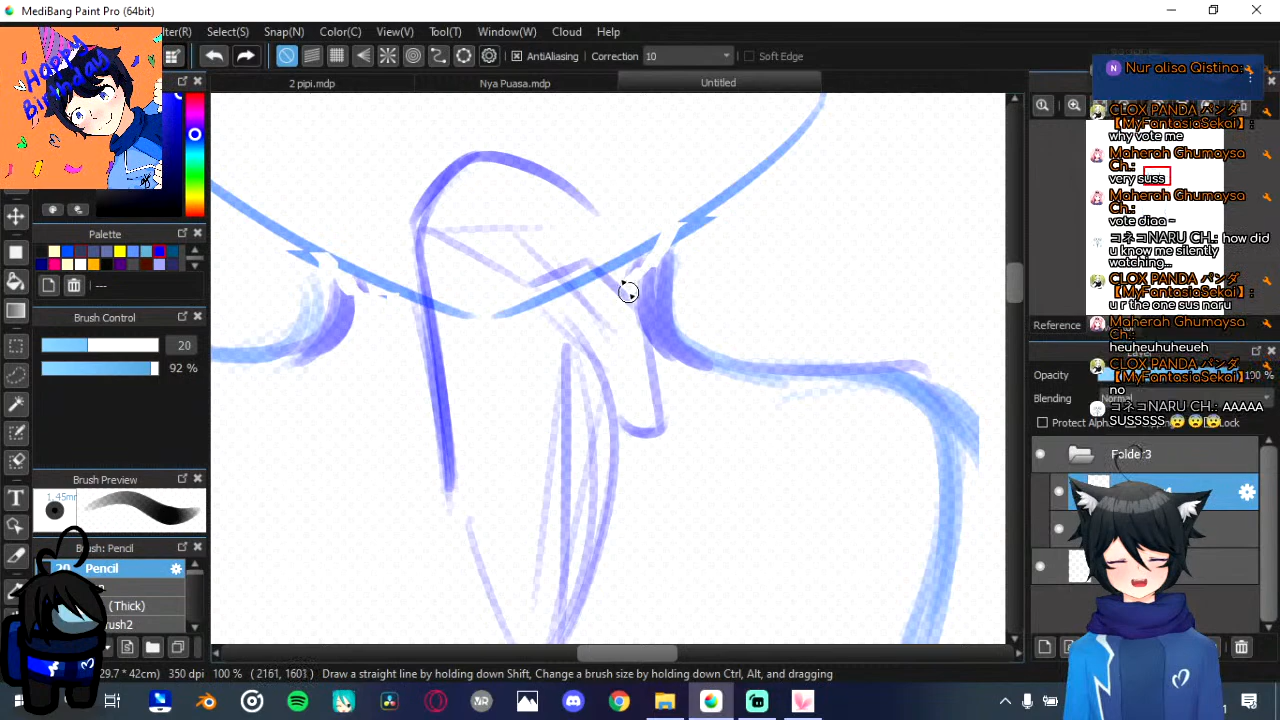 MediBang Paint Pro (64bit)
ter(R) Select(S) Snap(N) Color(C) View(V) Tool(T) Window(W) Cloud Help
AntiAliasing Correction 10 Soft Edge
Happy
Birthday
2 pipi.mdp Nya Puasa.mdp Untitled
Nur alisa Qistina:
CLOX PANDA パンダ
【MyFantasiaSekai】:
why vote me
Maherah Ghumaysa
Ch.:
very suss
Maherah Ghumaysa
Ch.:
vote diaa ~
コネコNARU CH.: how did
u know me silently
watching...
CLOX PANDA パンダ
【MyFantasiaSekai】:
u r the one sus naru
Maherah Ghumaysa
Ch.:
heuheuhuheueh
CLOX PANDA パンダ
【MyFantasiaSekai】:
no
コネコNARU CH.: AAAAA
SUSSSSS 😨😨😨
Palette
---
Brush Control
20
92 %
Brush Preview
1.45mm
Brush: Pencil
20 Pencil
(Thick)
Reference
Layer
Opacity 100 %
Blending Normal
Protect Alpha Lock
Folder3
29.7 * 42cm) 350 dpi 100 % (2161, 1601) Draw a straight line by holding down Shift, Change a brush size by holding down Ctrl, Alt, and dragging